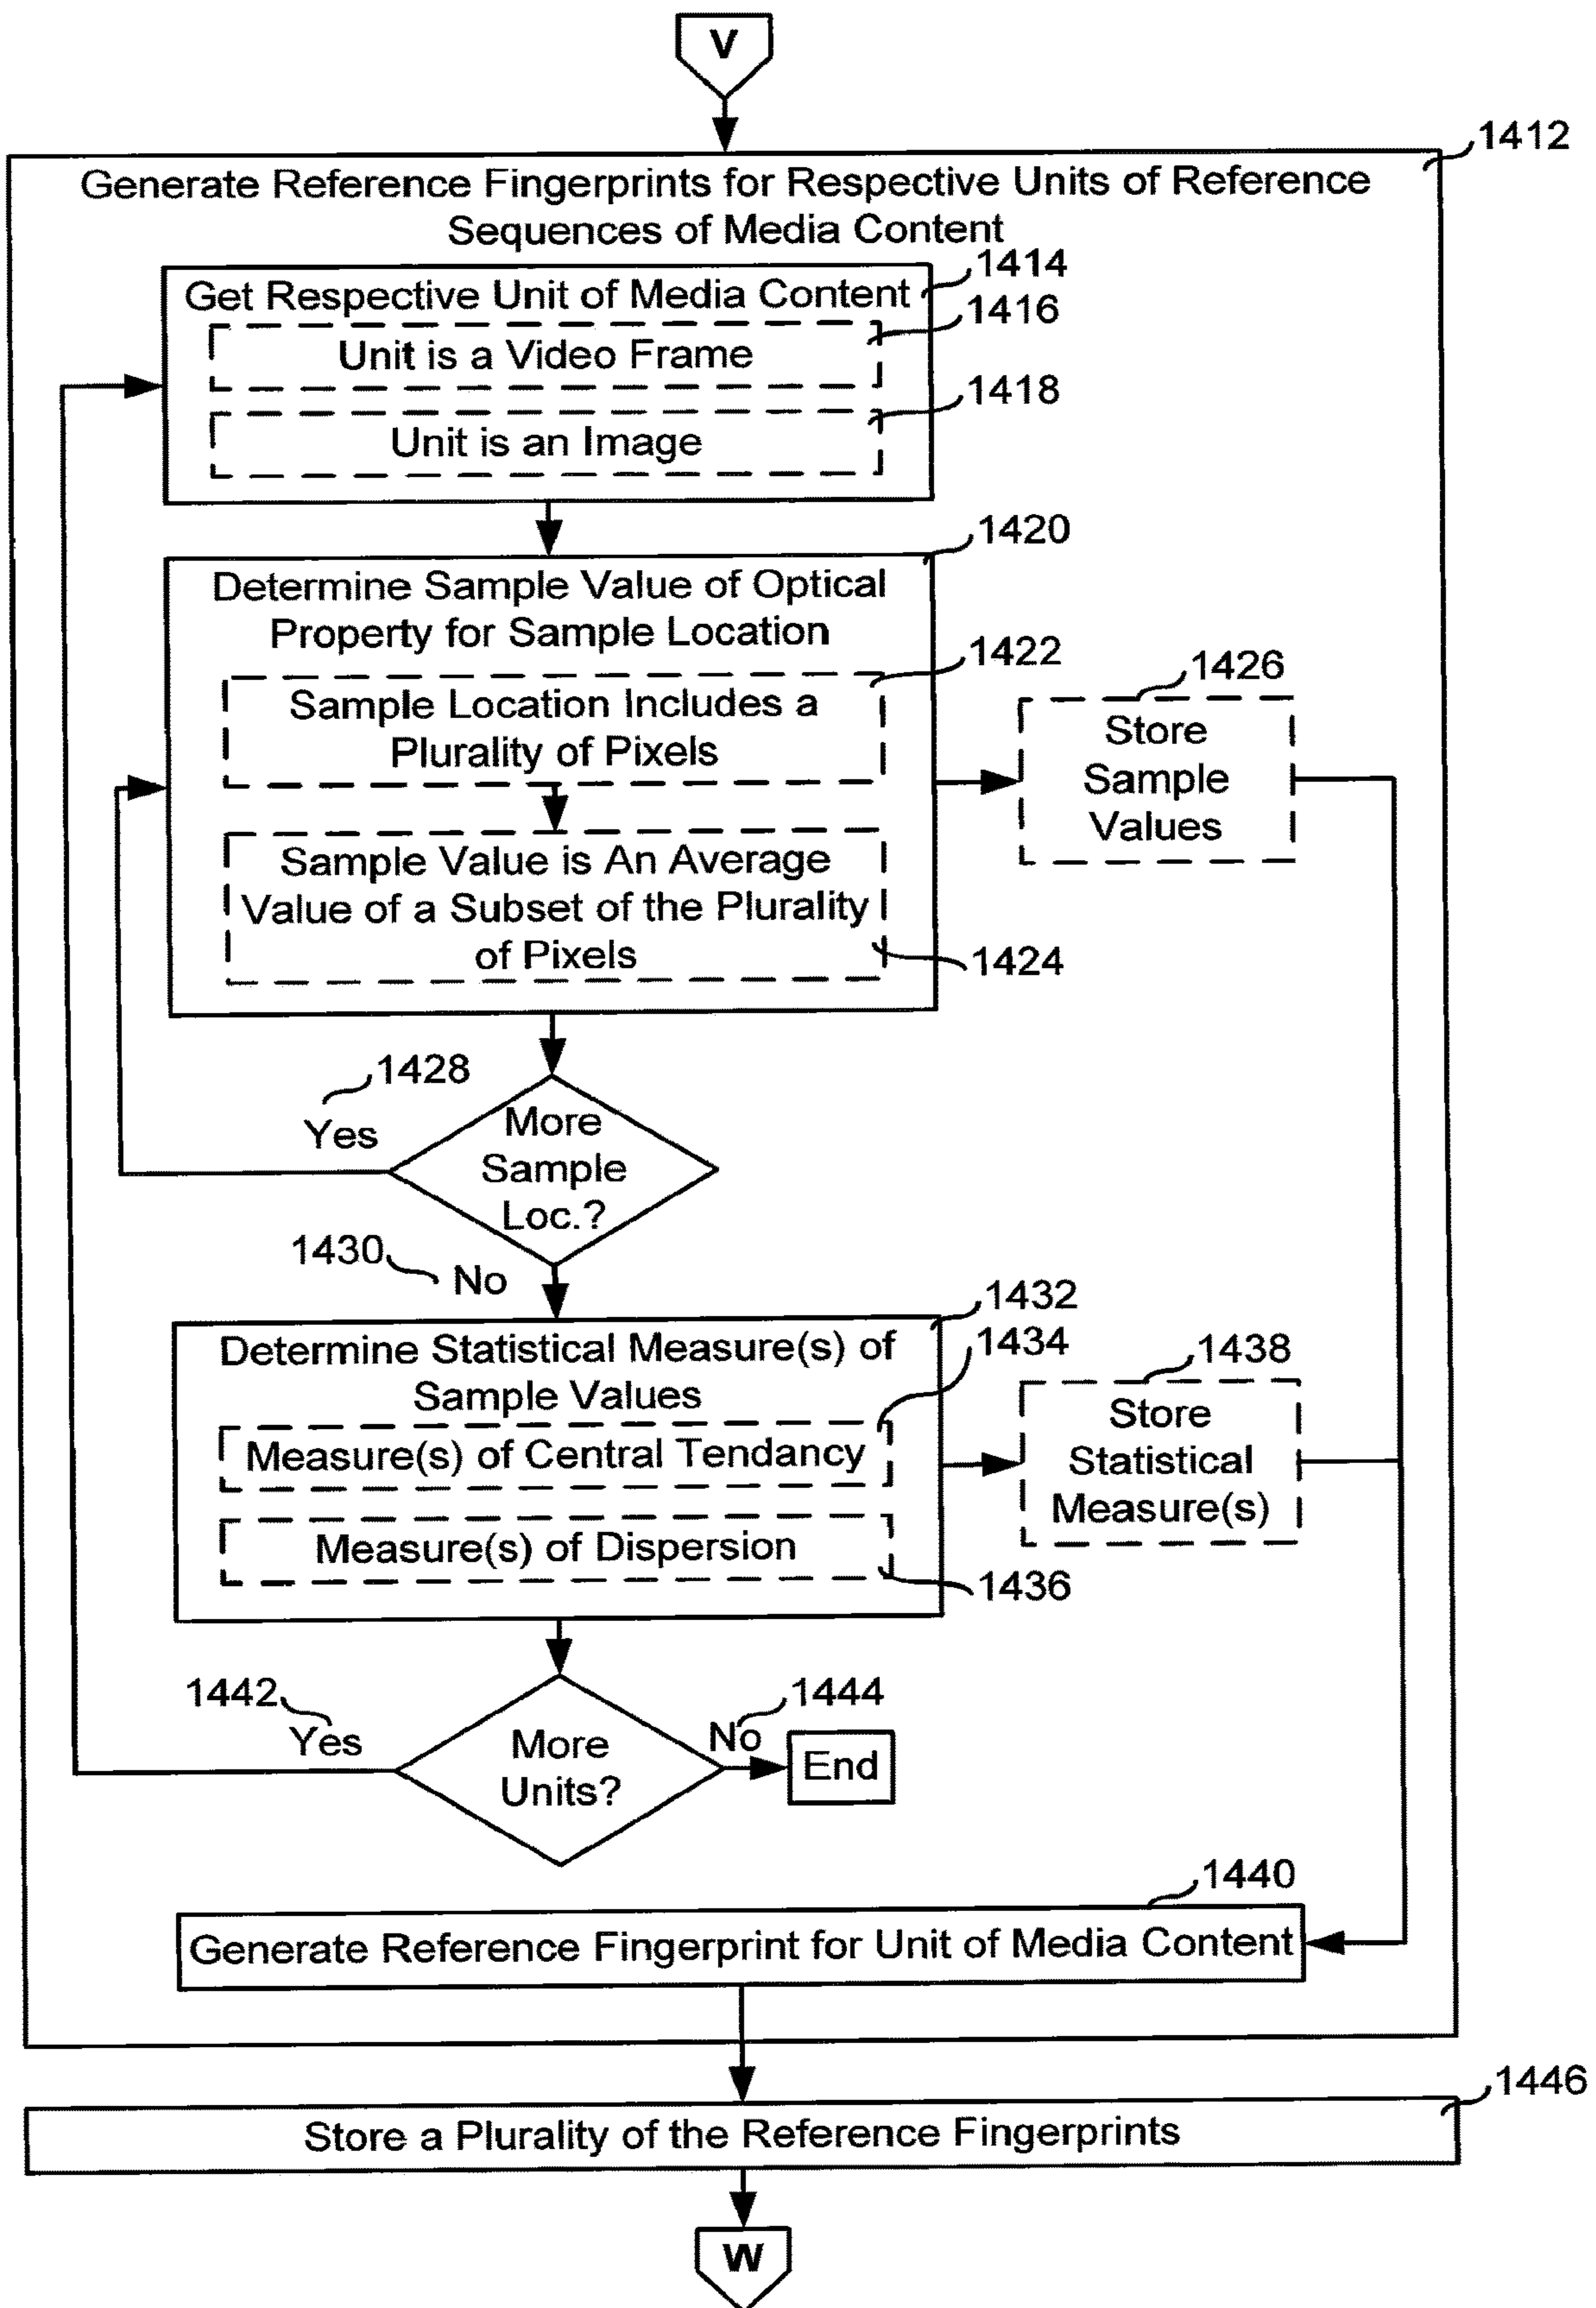 V
1412
Generate Reference Fingerprints for Respective Units of Reference
Sequences of Media Content
1414
Get Respective Unit of Media Content
1416
Unit is a Video Frame
1418
Unit is an Image
1420
Determine Sample Value of Optical
Property for Sample Location
1422
Sample Location Includes a
Plurality of Pixels
1426
Store
Sample
Values
Sample Value is An Average
Value of a Subset of the Plurality
of Pixels
1424
1428
Yes
More
Sample
Loc.?
1430
No
1432
Determine Statistical Measure(s) of
Sample Values
1434
Measure(s) of Central Tendancy
1438
Store
Statistical
Measure(s)
Measure(s) of Dispersion
1436
1442
Yes
More
Units?
1444
No
End
1440
Generate Reference Fingerprint for Unit of Media Content
1446
Store a Plurality of the Reference Fingerprints
W